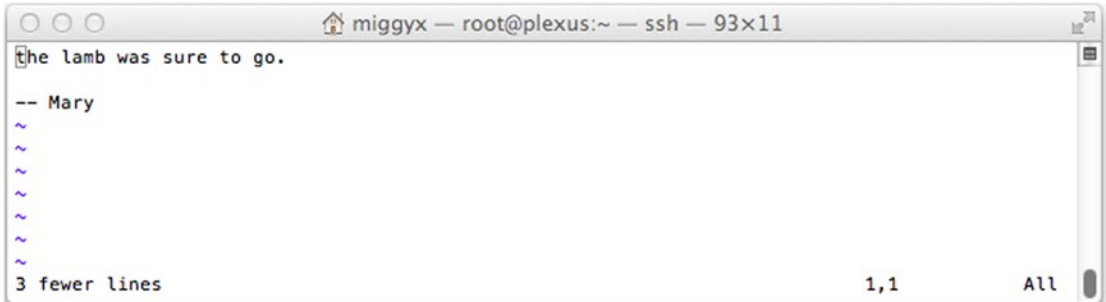 miggyx — root@plexus:~ — ssh — 93×11
the lamb was sure to go.
-- Mary
~
~
~
~
~
~
~
3 fewer lines 1,1 All